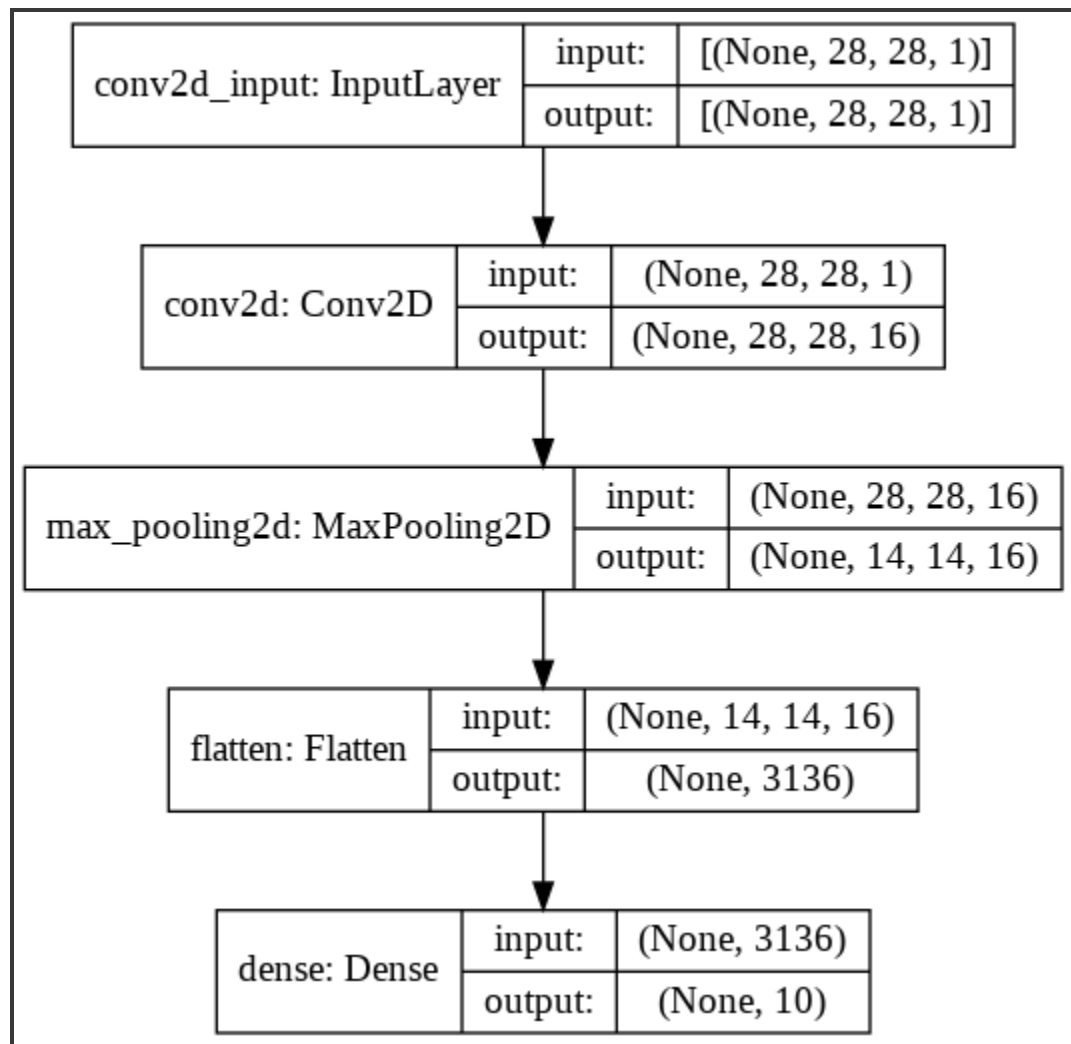 conv2d_input: InputLayer
input: [(None, 28, 28, 1)]
output: [(None, 28, 28, 1)]
conv2d: Conv2D
input: (None, 28, 28, 1)
output: (None, 28, 28, 16)
max_pooling2d: MaxPooling2D
input: (None, 28, 28, 16)
output: (None, 14, 14, 16)
flatten: Flatten
input: (None, 14, 14, 16)
output: (None, 3136)
dense: Dense
input: (None, 3136)
output: (None, 10)